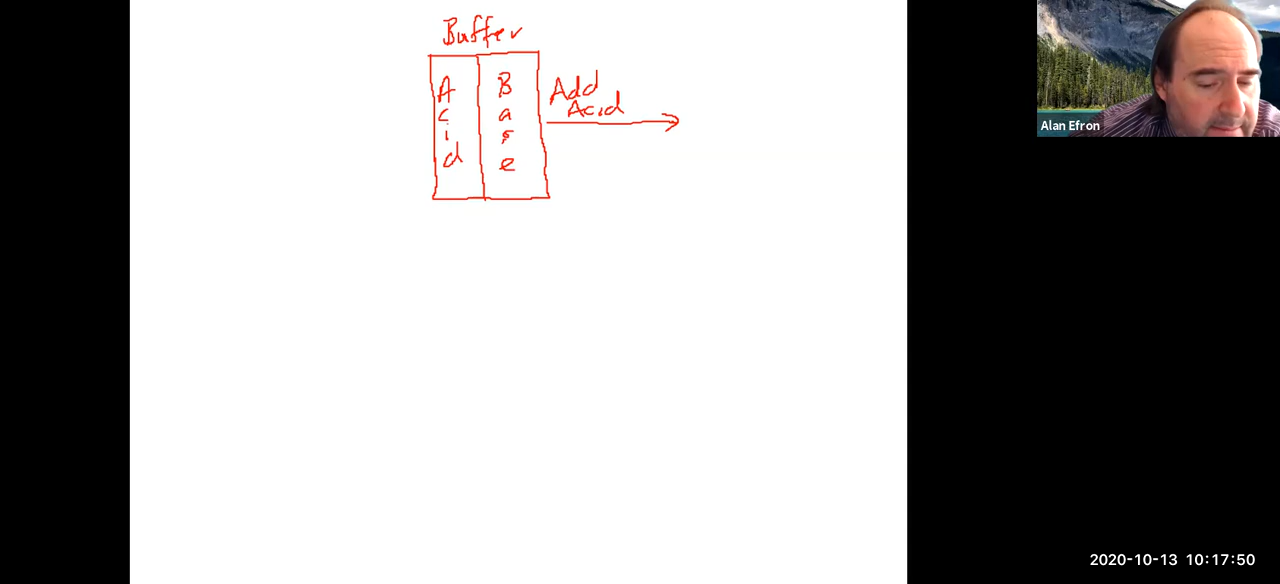 Buffer
Acid
Base
Add
Acid
Alan Efron
2020-10-13 10:17:50